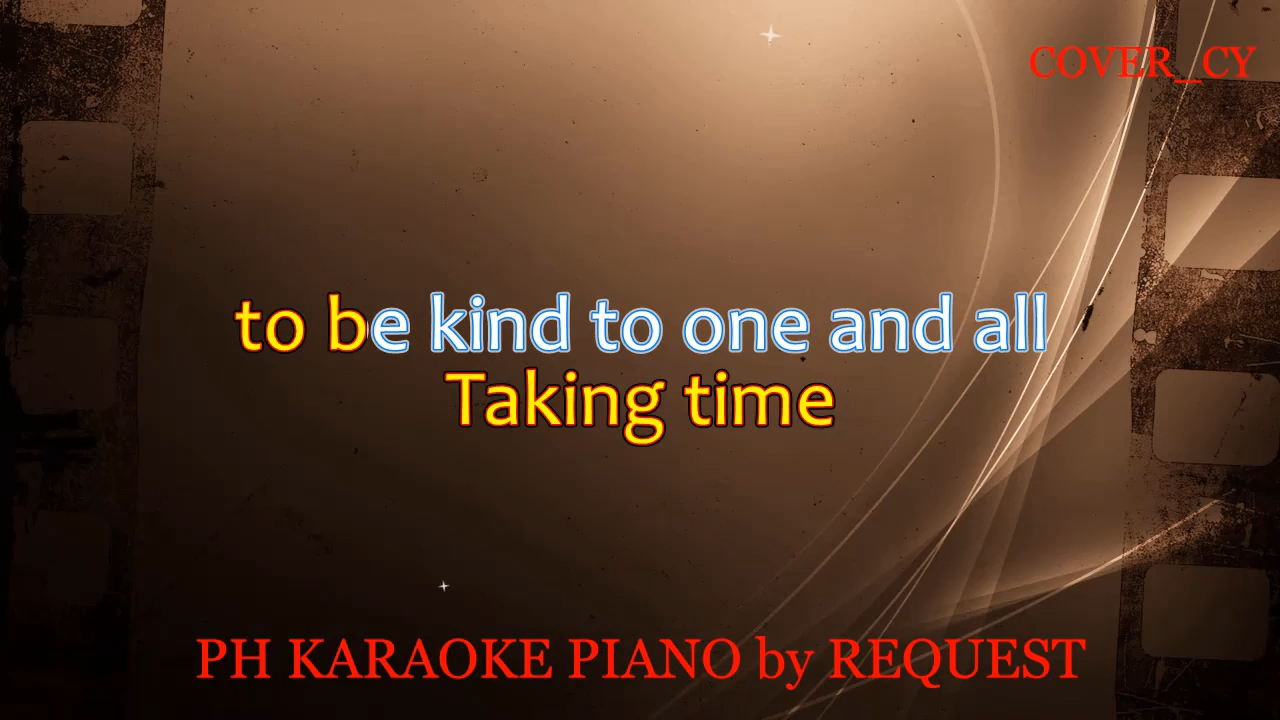 COVER_CY
to be kind to one and all
Taking time
PH KARAOKE PIANO by REQUEST